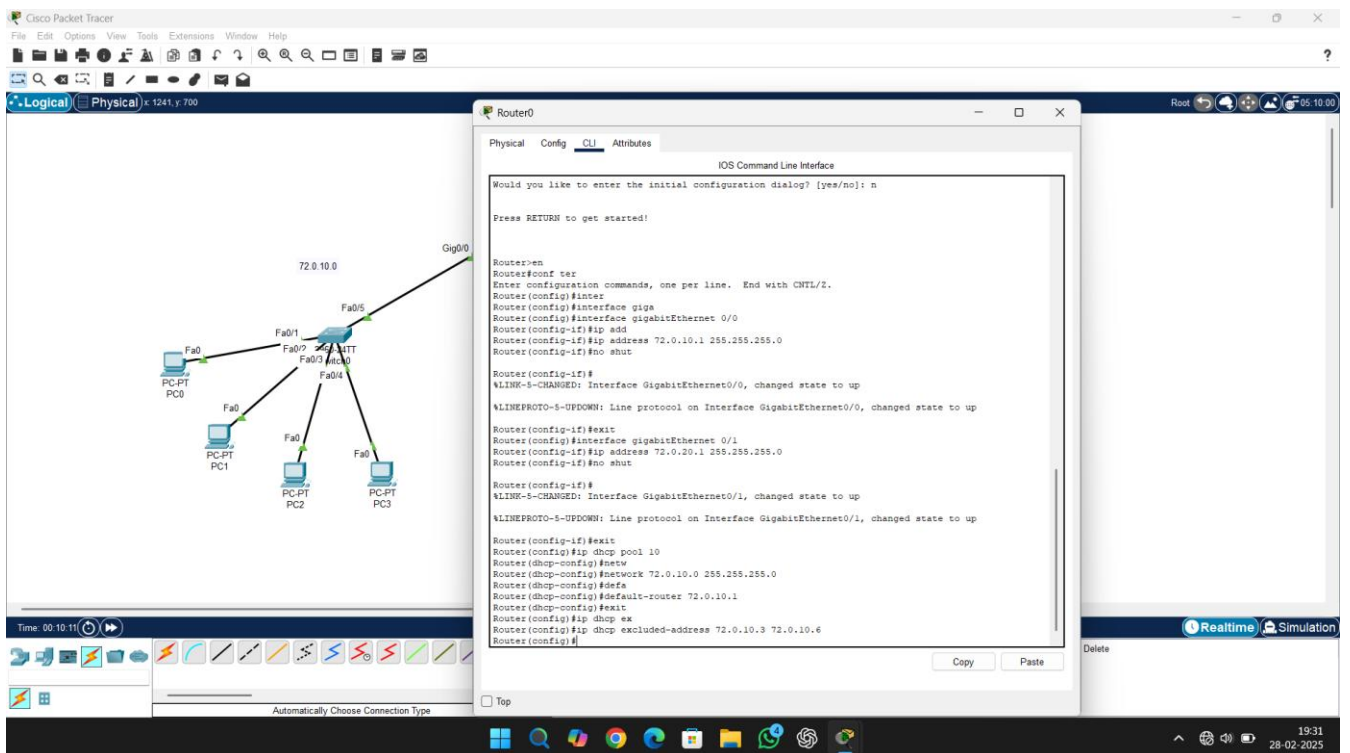 Cisco Packet Tracer
File Edit Options View Tools Extensions Window Help
?
Logical Physical x: 1241, y: 700
Root 05:10:00
72.0.10.0
Gig0/0
Fa0/5
Fa0/1
Fa0/2
24TT
Fa0/3
Fa0/4
Fa0
PC-PT
PC0
Fa0
PC-PT
PC1
Fa0
PC-PT
PC2
Fa0
PC-PT
PC3
Router0
Physical Config CLI Attributes
IOS Command Line Interface
Would you like to enter the initial configuration dialog? [yes/no]: n
Press RETURN to get started!
Router>en
Router#conf ter
Enter configuration commands, one per line. End with CNTL/Z.
Router(config)#inter
Router(config)#interface giga
Router(config)#interface gigabitEthernet 0/0
Router(config-if)#ip add
Router(config-if)#ip address 72.0.10.1 255.255.255.0
Router(config-if)#no shut
Router(config-if)#
%LINK-5-CHANGED: Interface GigabitEthernet0/0, changed state to up
%LINEPROTO-5-UPDOWN: Line protocol on Interface GigabitEthernet0/0, changed state to up
Router(config-if)#exit
Router(config)#interface gigabitEthernet 0/1
Router(config-if)#ip address 72.0.20.1 255.255.255.0
Router(config-if)#no shut
Router(config-if)#
%LINK-5-CHANGED: Interface GigabitEthernet0/1, changed state to up
%LINEPROTO-5-UPDOWN: Line protocol on Interface GigabitEthernet0/1, changed state to up
Router(config-if)#exit
Router(config)#ip dhcp pool 10
Router(dhcp-config)#netw
Router(dhcp-config)#network 72.0.10.0 255.255.255.0
Router(dhcp-config)#defa
Router(dhcp-config)#default-router 72.0.10.1
Router(dhcp-config)#exit
Router(config)#ip dhcp ex
Router(config)#ip dhcp excluded-address 72.0.10.3 72.0.10.6
Router(config)#
Copy Paste
Top
Time: 00:10:11
Realtime Simulation
Delete
Automatically Choose Connection Type
19:31
28-02-2025